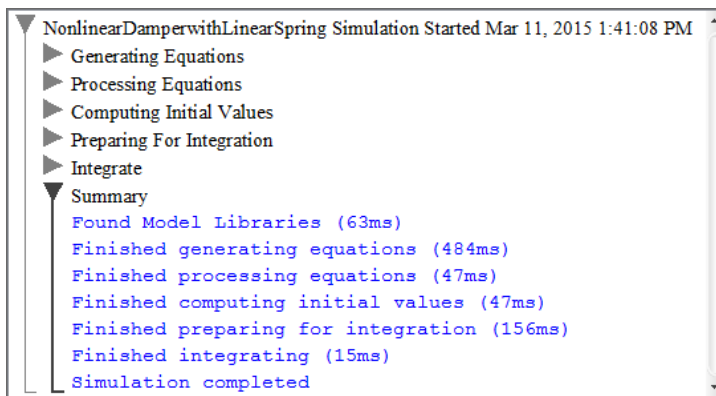 NonlinearDamperwithLinearSpring Simulation Started Mar 11, 2015 1:41:08 PM
Generating Equations
Processing Equations
Computing Initial Values
Preparing For Integration
Integrate
Summary
Found Model Libraries (63ms)
Finished generating equations (484ms)
Finished processing equations (47ms)
Finished computing initial values (47ms)
Finished preparing for integration (156ms)
Finished integrating (15ms)
Simulation completed